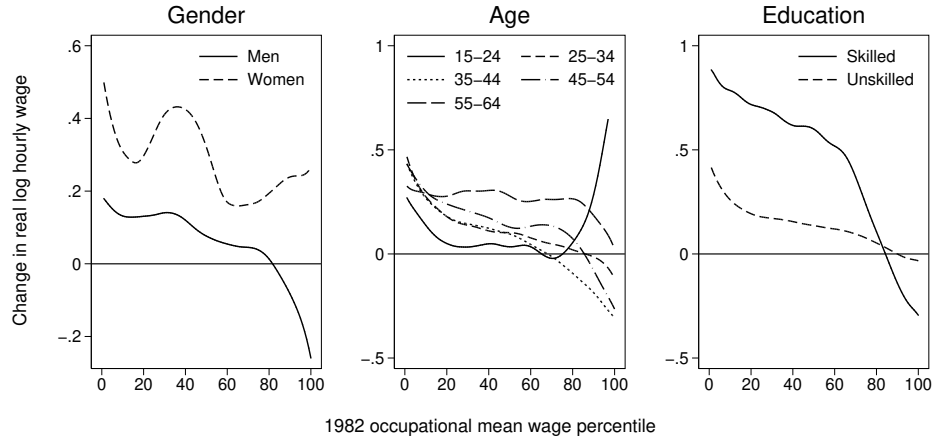 Gender
Change in real log hourly wage
.6
.4
.2
0
−.2
0 20 40 60 80 100
Men
Women
Age
1
.5
0
−.5
0 20 40 60 80 100
15−24 25−34
35−44 45−54
55−64
Education
1
.5
0
−.5
0 20 40 60 80 100
Skilled
Unskilled
1982 occupational mean wage percentile